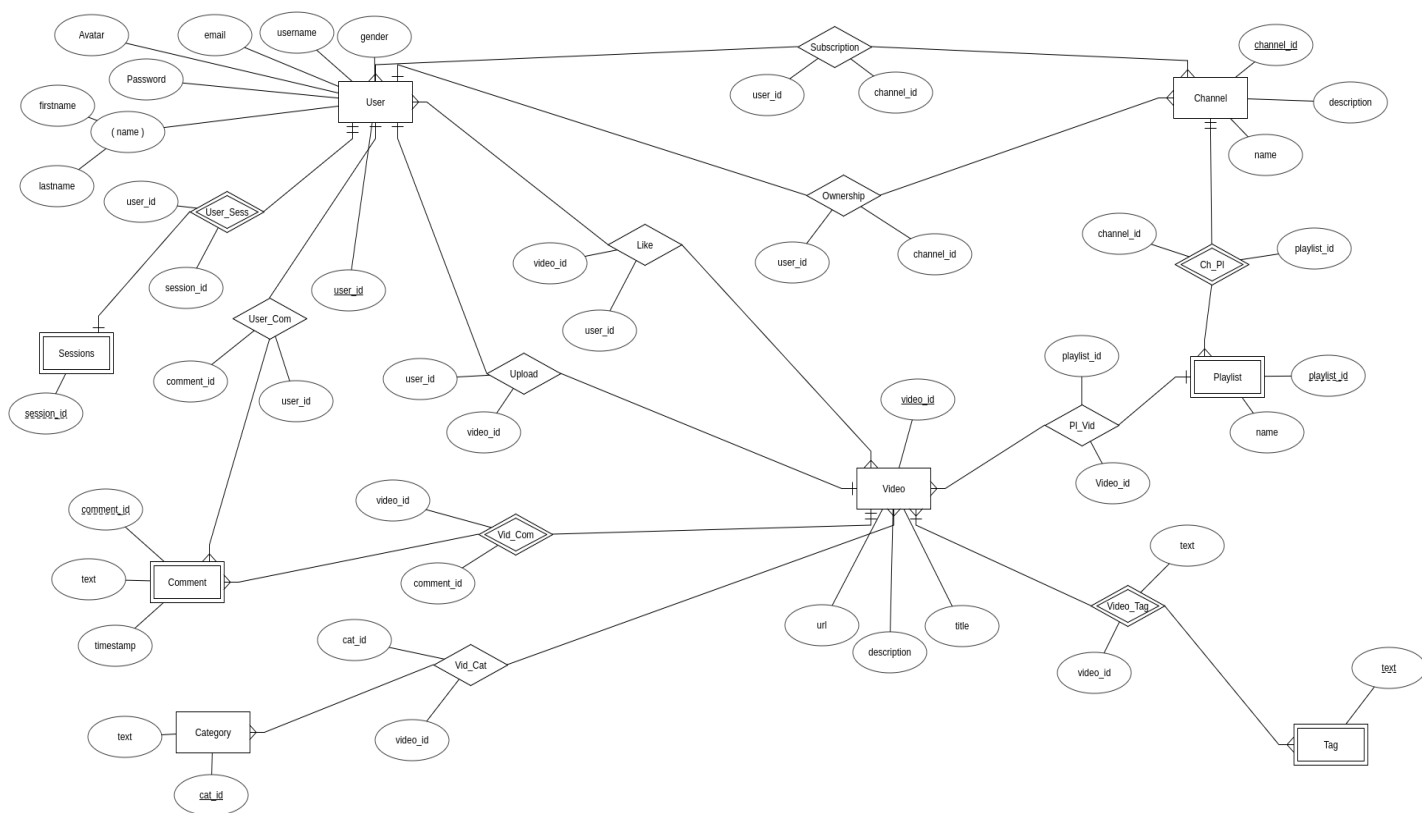 Avatar
email
username
gender
Subscription
channel_id
Password
firstname
( name )
User
user_id
channel_id
Channel
description
name
lastname
user_id
User_Sess
Ownership
session_id
user_id
video_id
Like
user_id
channel_id
channel_id
Ch_Pl
playlist_id
User_Com
user_id
Sessions
comment_id
user_id
session_id
user_id
Upload
video_id
playlist_id
Playlist
playlist_id
name
video_id
Pl_Vid
Video_id
Video
comment_id
video_id
Vid_Com
comment_id
text
Comment
timestamp
url
description
title
text
Video_Tag
video_id
cat_id
Vid_Cat
video_id
text
Category
cat_id
text
Tag